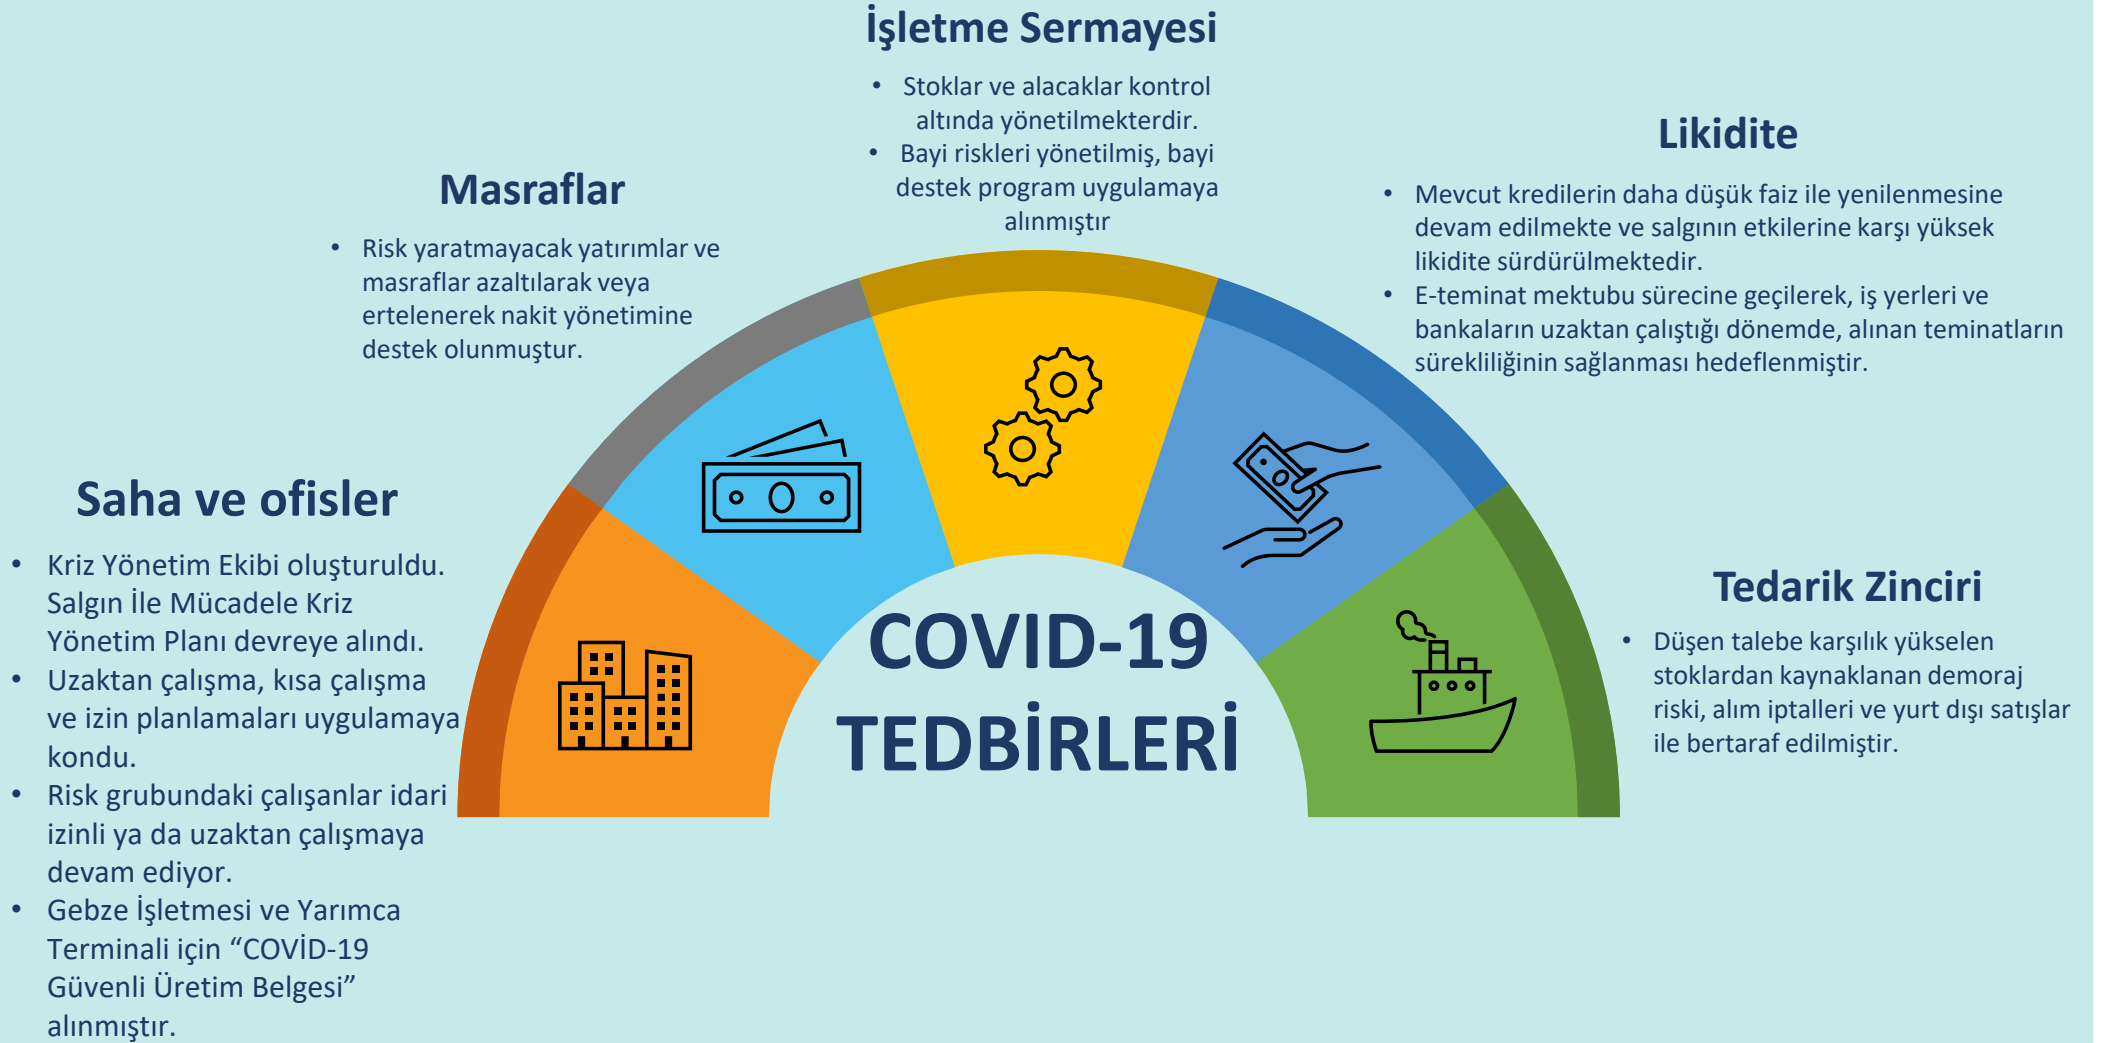 İşletme Sermayesi
• Stoklar ve alacaklar kontrol
altında yönetilmekterdir.
• Bayi riskleri yönetilmiş, bayi
destek program uygulamaya
alınmıştır
Likidite
• Mevcut kredilerin daha düşük faiz ile yenilenmesine
devam edilmekte ve salgının etkilerine karşı yüksek
likidite sürdürülmektedir.
• E-teminat mektubu sürecine geçilerek, iş yerleri ve
bankaların uzaktan çalıştığı dönemde, alınan teminatların
sürekliliğinin sağlanması hedeflenmiştir.
Masraflar
• Risk yaratmayacak yatırımlar ve
masraflar azaltılarak veya
ertelenerek nakit yönetimine
destek olunmuştur.
Saha ve ofisler
• Kriz Yönetim Ekibi oluşturuldu.
Salgın İle Mücadele Kriz
Yönetim Planı devreye alındı.
• Uzaktan çalışma, kısa çalışma
ve izin planlamaları uygulamaya
kondu.
• Risk grubundaki çalışanlar idari
izinli ya da uzaktan çalışmaya
devam ediyor.
• Gebze İşletmesi ve Yarımca
Terminali için “COVİD-19
Güvenli Üretim Belgesi”
alınmıştır.
COVID-19
TEDBİRLERİ
Tedarik Zinciri
• Düşen talebe karşılık yükselen
stoklardan kaynaklanan demoraj
riski, alım iptalleri ve yurt dışı satışlar
ile bertaraf edilmiştir.